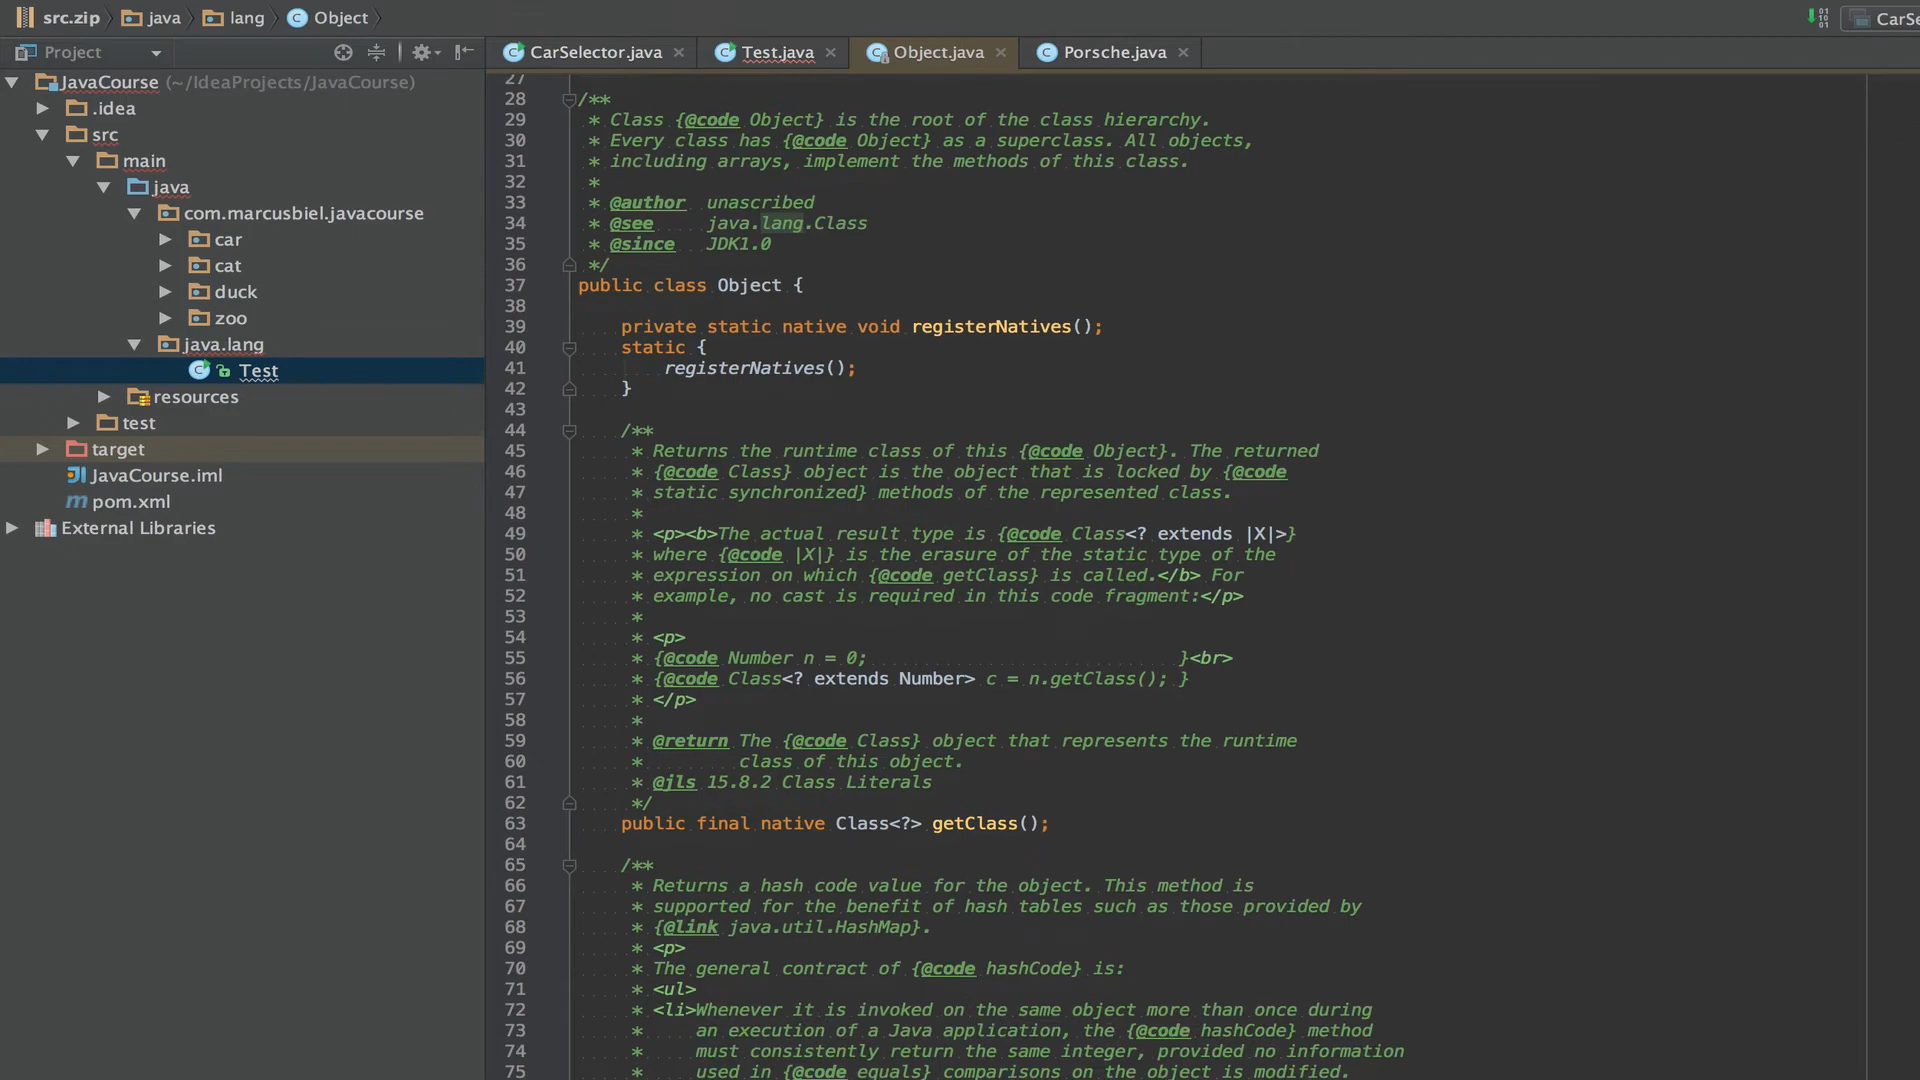 src.zip java lang Object
01
10
01
CarSe
Project
CarSelector.java Test.java Object.java Porsche.java
JavaCourse (~/IdeaProjects/JavaCourse)
.idea
src
main
java
com.marcusbiel.javacourse
car
cat
duck
zoo
java.lang
Test
resources
test
target
JavaCourse.iml
pom.xml
External Libraries
27
28 /**
29 * Class {@code Object} is the root of the class hierarchy.
30 * Every class has {@code Object} as a superclass. All objects,
31 * including arrays, implement the methods of this class.
32 *
33 * @author unascribed
34 * @see java.lang.Class
35 * @since JDK1.0
36 */
37 public class Object {
38
39 private static native void registerNatives();
40 static {
41 registerNatives();
42 }
43
44 /**
45 * Returns the runtime class of this {@code Object}. The returned
46 * {@code Class} object is the object that is locked by {@code
47 * static synchronized} methods of the represented class.
48 *
49 * <p><b>The actual result type is {@code Class<? extends |X|>}
50 * where {@code |X|} is the erasure of the static type of the
51 * expression on which {@code getClass} is called.</b> For
52 * example, no cast is required in this code fragment:</p>
53 *
54 * <p>
55 * {@code Number n = 0; }<br>
56 * {@code Class<? extends Number> c = n.getClass(); }
57 * </p>
58 *
59 * @return The {@code Class} object that represents the runtime
60 * class of this object.
61 * @jls 15.8.2 Class Literals
62 */
63 public final native Class<?> getClass();
64
65 /**
66 * Returns a hash code value for the object. This method is
67 * supported for the benefit of hash tables such as those provided by
68 * {@link java.util.HashMap}.
69 * <p>
70 * The general contract of {@code hashCode} is:
71 * <ul>
72 * <li>Whenever it is invoked on the same object more than once during
73 * an execution of a Java application, the {@code hashCode} method
74 * must consistently return the same integer, provided no information
75 * used in {@code equals} comparisons on the object is modified.